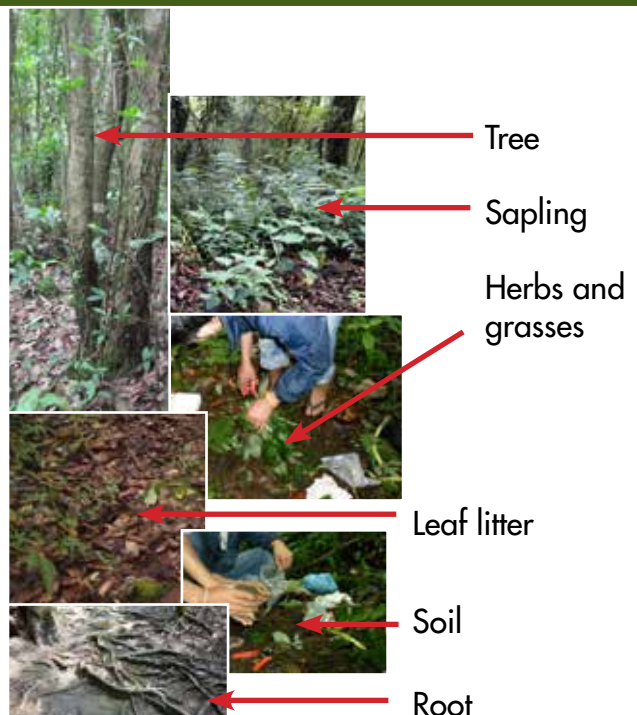 Tree
Sapling
Herbs and
grasses
Leaf litter
Soil
Root